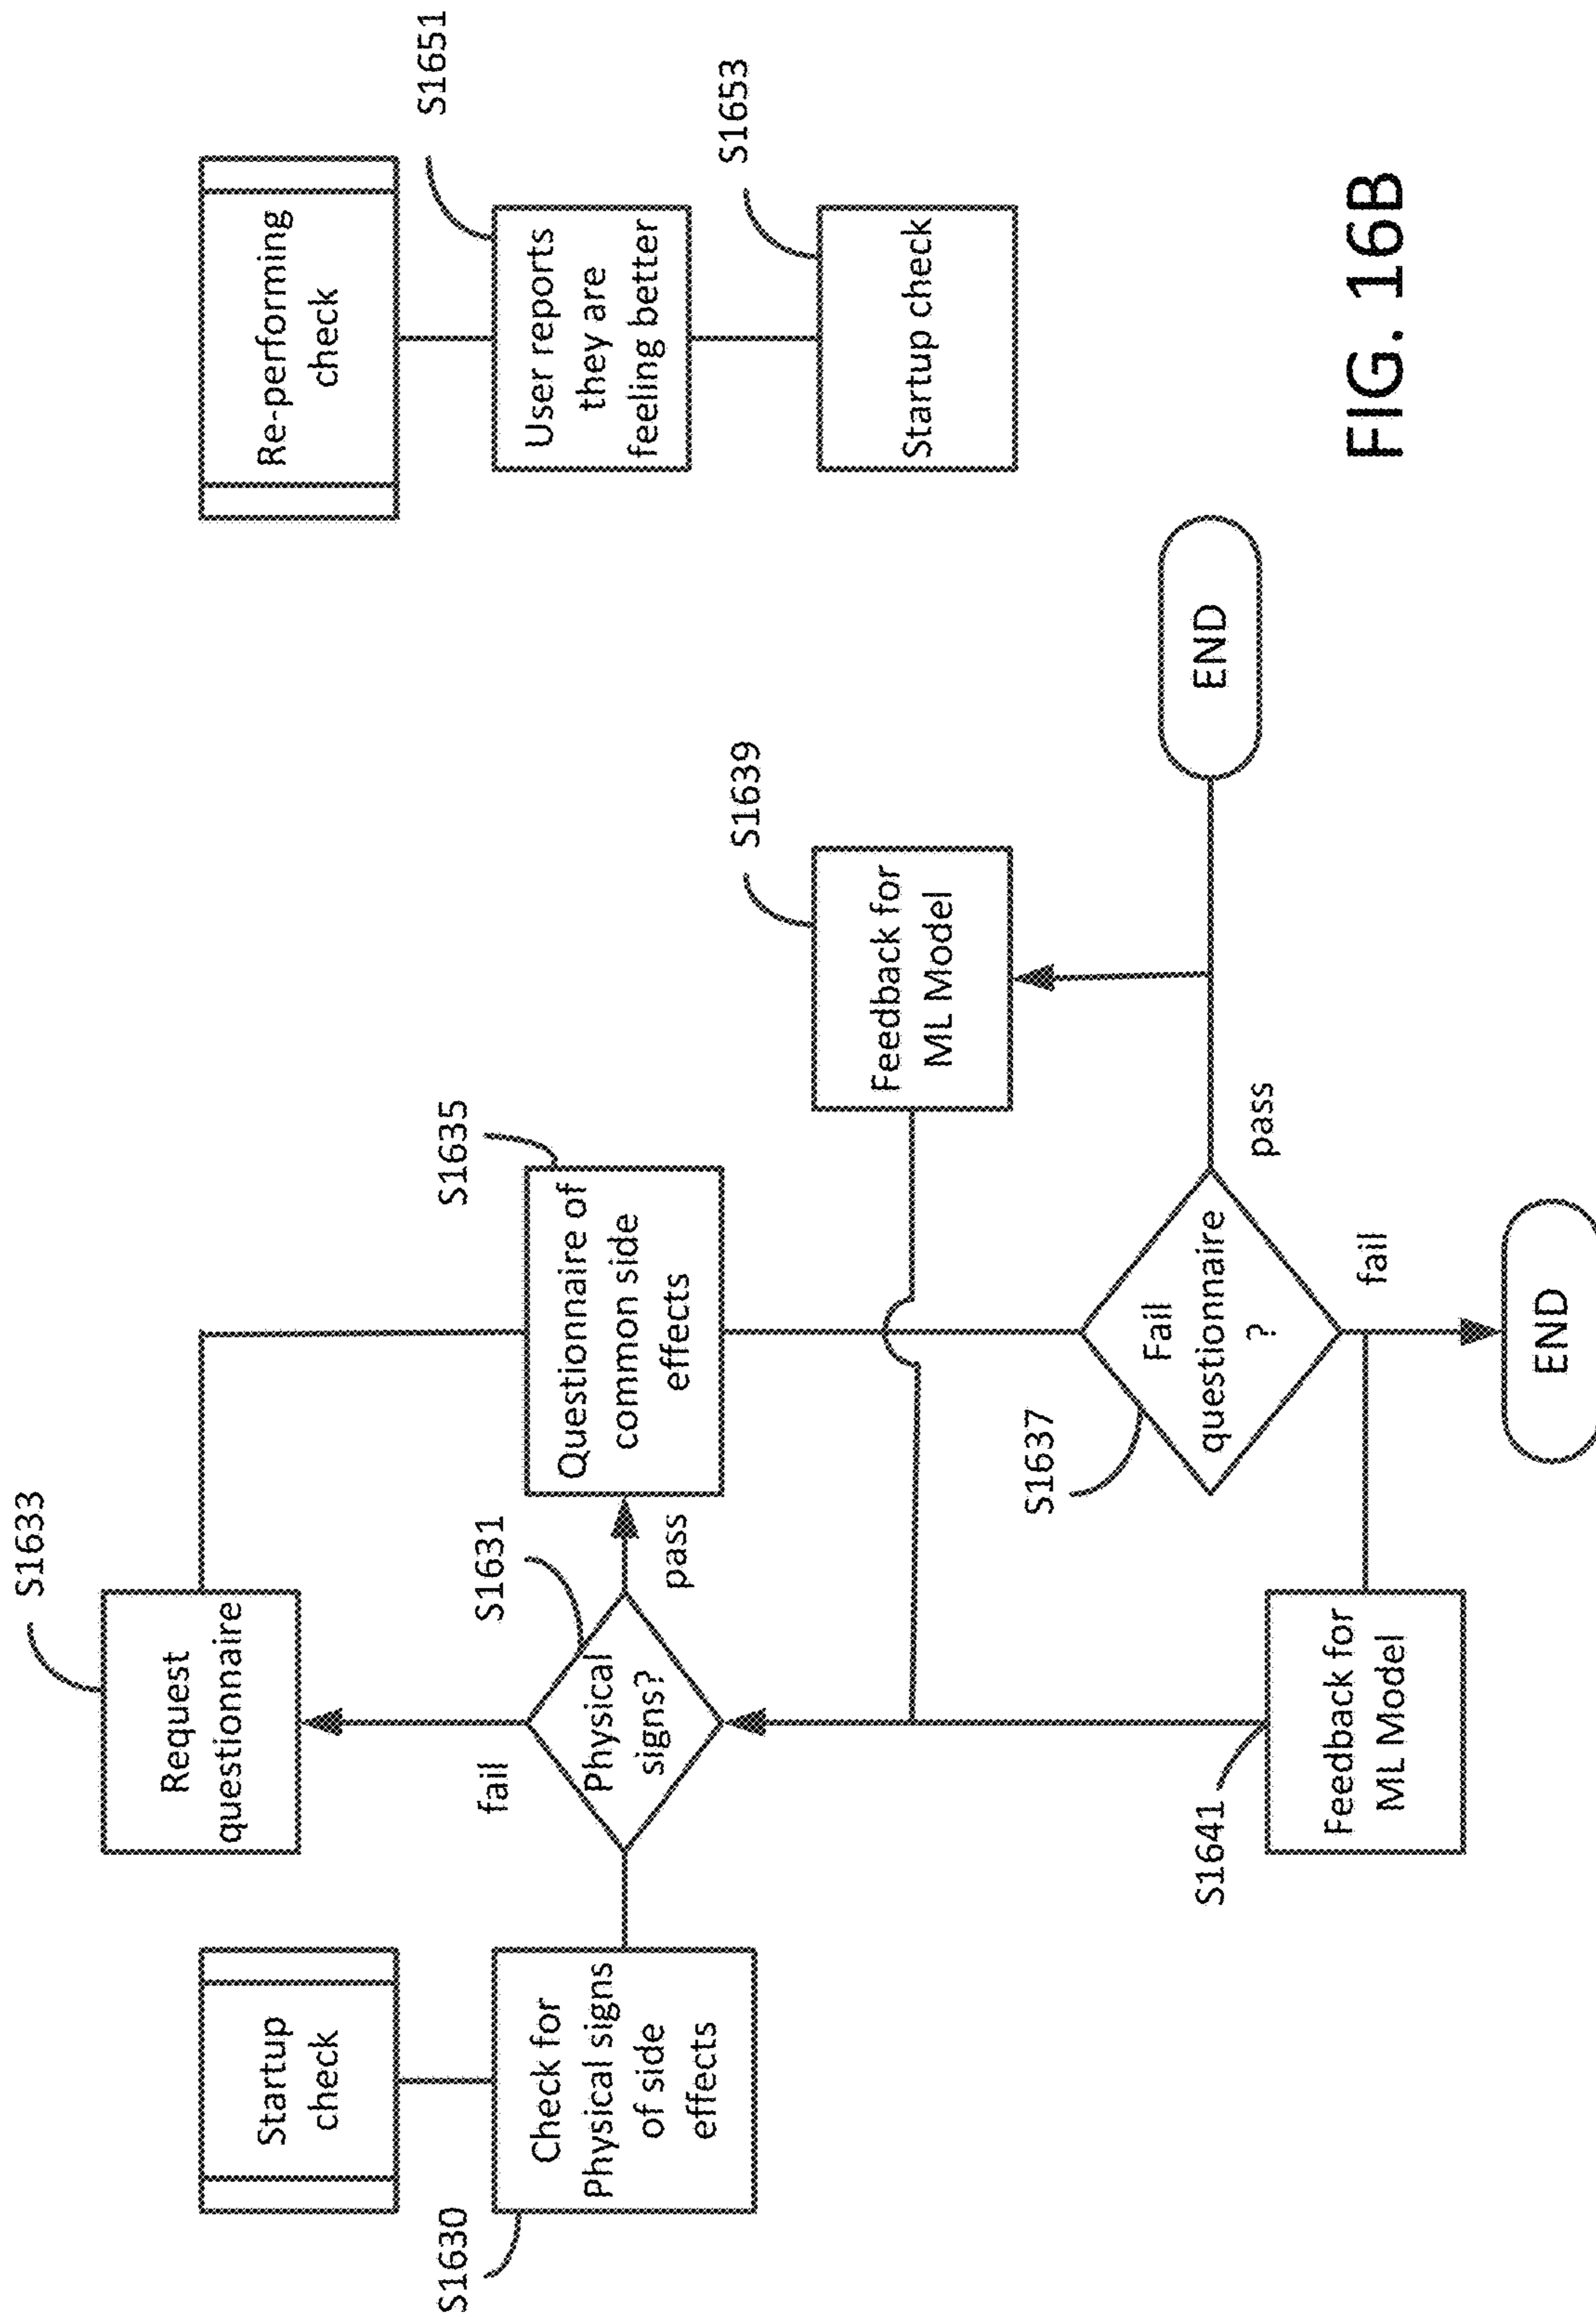 S1633
Request
questionnaire
Startup
check
S1630
Check for
Physical signs
of side
effects
fail
S1631
Physical
signs?
pass
S1635
Questionnaire of
common side
effects
S1639
Feedback for
ML Model
S1637
Fail
questionnaire
?
pass
END
fail
END
S1641
Feedback for
ML Model
Re-performing
check
S1651
User reports
they are
feeling better
S1653
Startup check
FIG. 16B